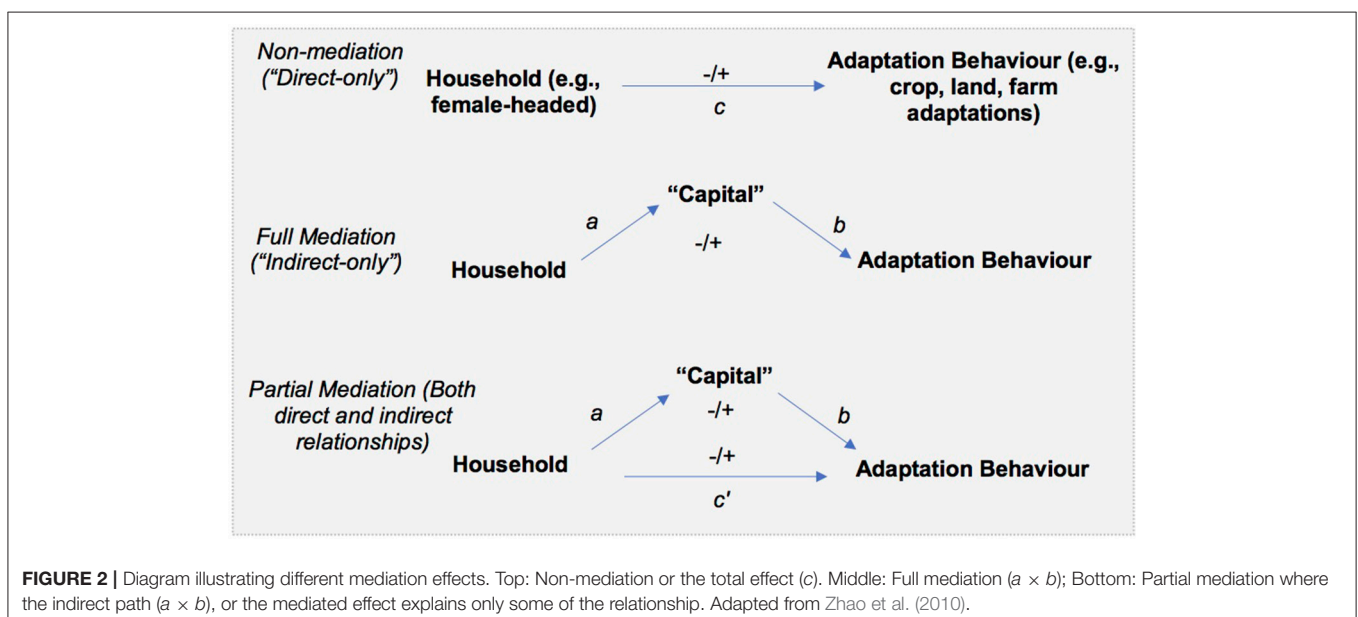 Non-mediation
(“Direct-only”)
Household (e.g.,
female-headed)
-/+
c
Adaptation Behaviour (e.g.,
crop, land, farm
adaptations)
Full Mediation
(“Indirect-only”)
Household
a
“Capital”
-/+
b
Adaptation Behaviour
Partial Mediation (Both
direct and indirect
relationships)
Household
a
“Capital”
-/+
b
-/+
c'
Adaptation Behaviour
FIGURE 2 | Diagram illustrating different mediation effects. Top: Non-mediation or the total effect (c). Middle: Full mediation (a × b); Bottom: Partial mediation where
the indirect path (a × b), or the mediated effect explains only some of the relationship. Adapted from Zhao et al. (2010).